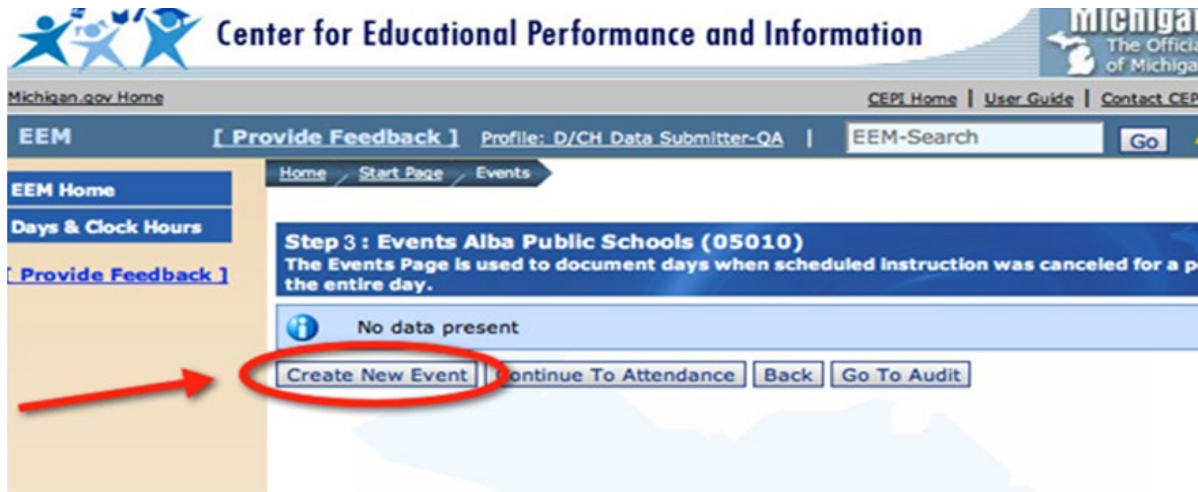 Center for Educational Performance and Information
Michigan
The Official
of Michigan
Michigan.gov Home
CEPI Home | User Guide | Contact CEP
EEM
[ Provide Feedback ]
Profile: D/CH Data Submitter-QA |
EEM-Search
Go
Home
Start Page
Events
EEM Home
Days & Clock Hours
[ Provide Feedback ]
Step 3 : Events Alba Public Schools (05010)
The Events Page is used to document days when scheduled instruction was canceled for a p
the entire day.
No data present
Create New Event
Continue To Attendance
Back
Go To Audit